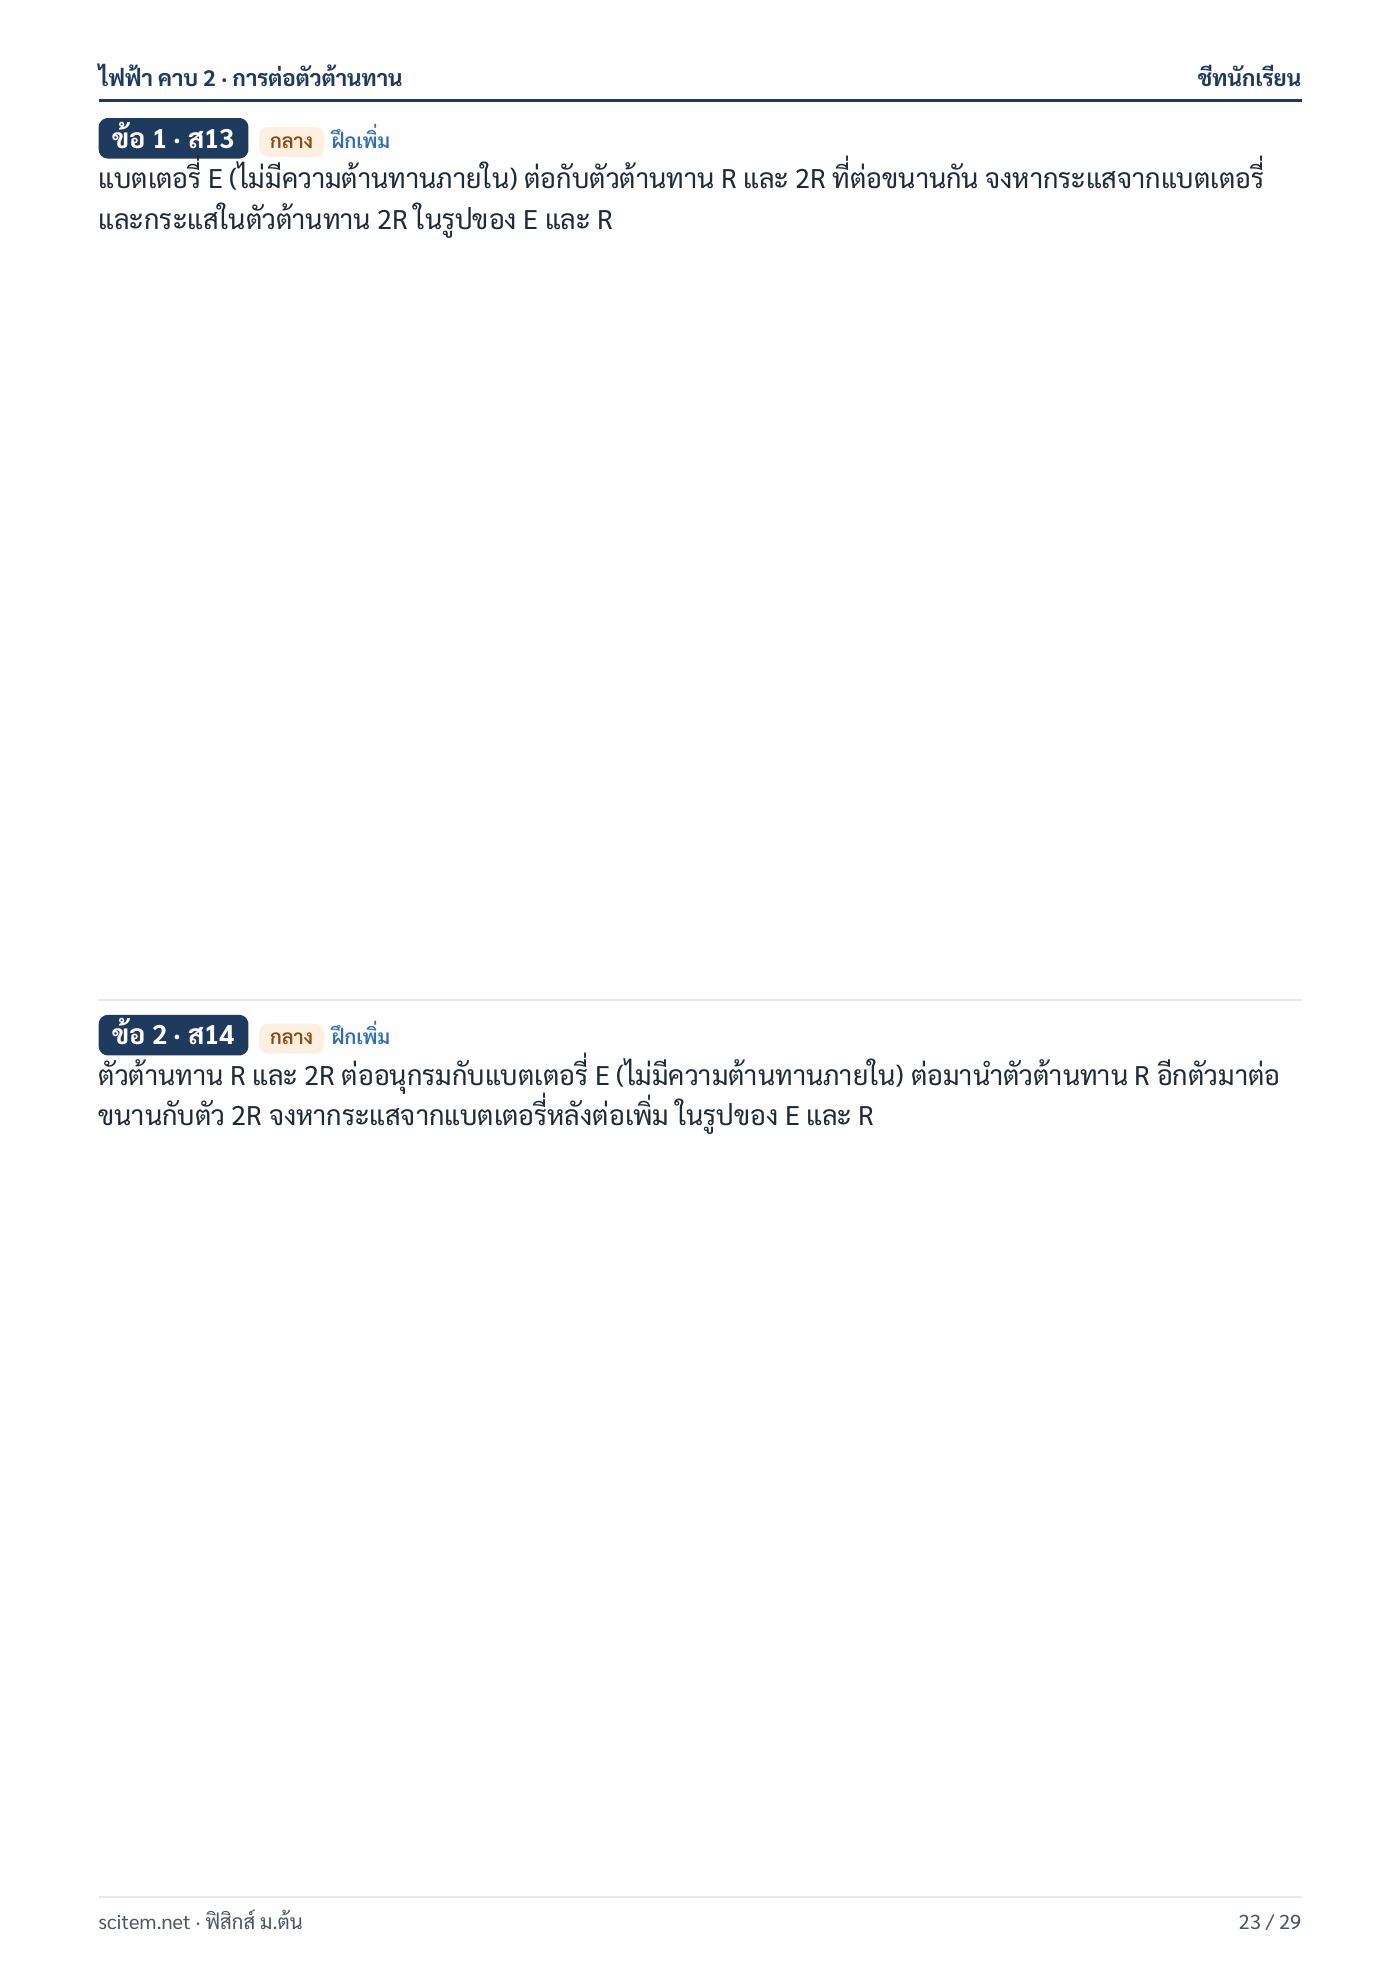 ไฟฟ้า คาบ 2 · การต่อตัวต้านทาน
ชีทนักเรียน
ข้อ 1 · ส13 กลาง ฝึกเพิ่ม
แบตเตอรี่ E (ไม่มีความต้านทานภายใน) ต่อกับตัวต้านทาน R และ 2R ที่ต่อขนานกัน จงหากระแสจากแบตเตอรี่
และกระแสในตัวต้านทาน 2R ในรูปของ E และ R
ข้อ 2 · ส14 กลาง ฝึกเพิ่ม
ตัวต้านทาน R และ 2R ต่ออนุกรมกับแบตเตอรี่ E (ไม่มีความต้านทานภายใน) ต่อมานำตัวต้านทาน R อีกตัวมาต่อ
ขนานกับตัว 2R จงหากระแสจากแบตเตอรี่หลังต่อเพิ่ม ในรูปของ E และ R
scitem.net · ฟิสิกส์ ม.ต้น
23 / 29